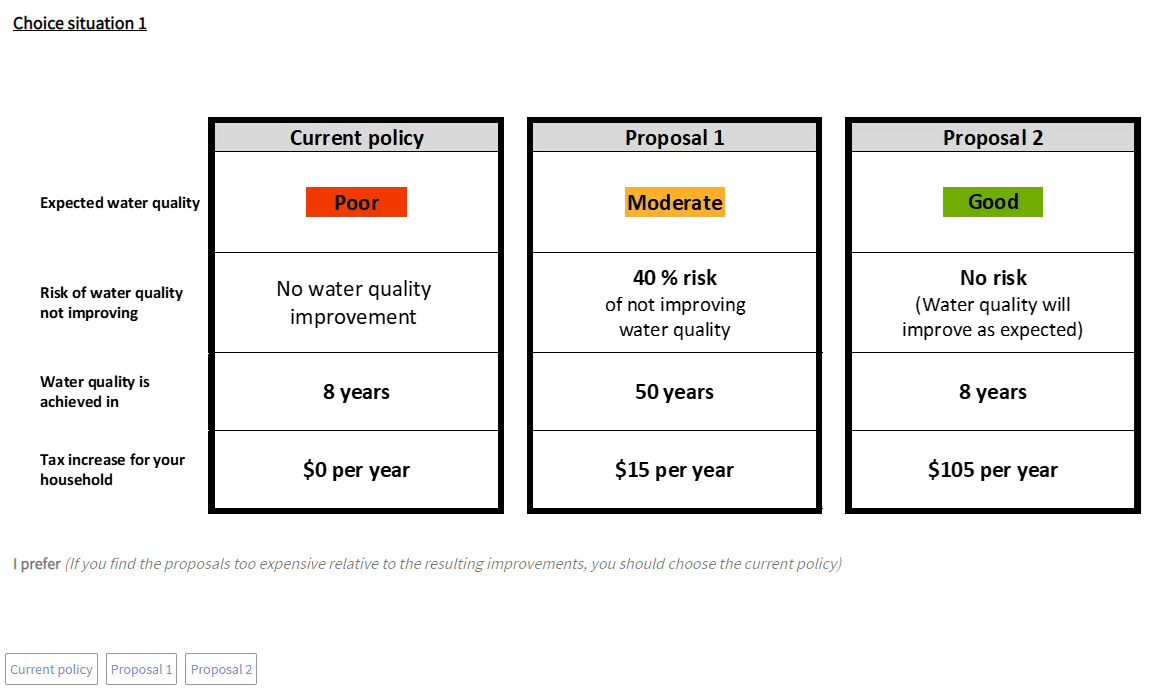 Choice situation 1
Current policy
Proposal 1
Proposal 2
Expected water quality
Poor
Moderate
Good
Risk of water quality
not improving
No water quality
improvement
40 % risk
of not improving
water quality
No risk
(Water quality will
improve as expected)
Water quality is
achieved in
8 years
50 years
8 years
Tax increase for your
household
$0 per year
$15 per year
$105 per year
I prefer (If you find the proposals too expensive relative to the resulting improvements, you should choose the current policy)
Current policy
Proposal 1
Proposal 2